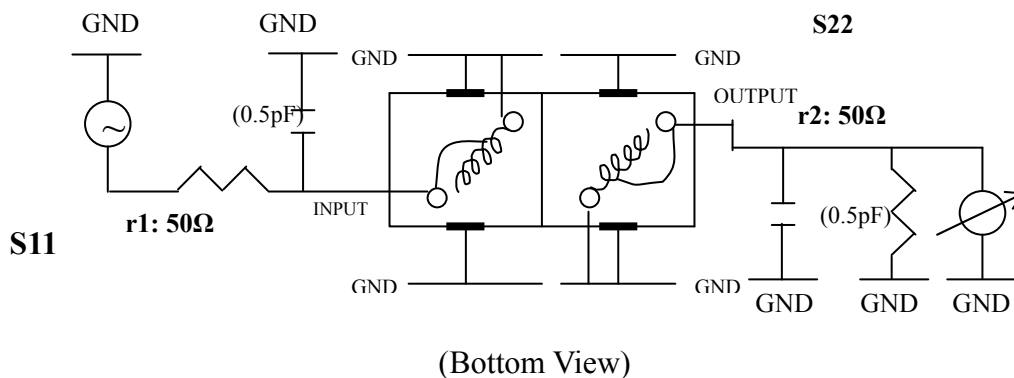 S22
GND
GND
GND
GND
OUTPUT
(0.5pF)
r2: 50Ω
INPUT
r1: 50Ω
(0.5pF)
S11
GND
GND
GND
GND
GND
(Bottom View)